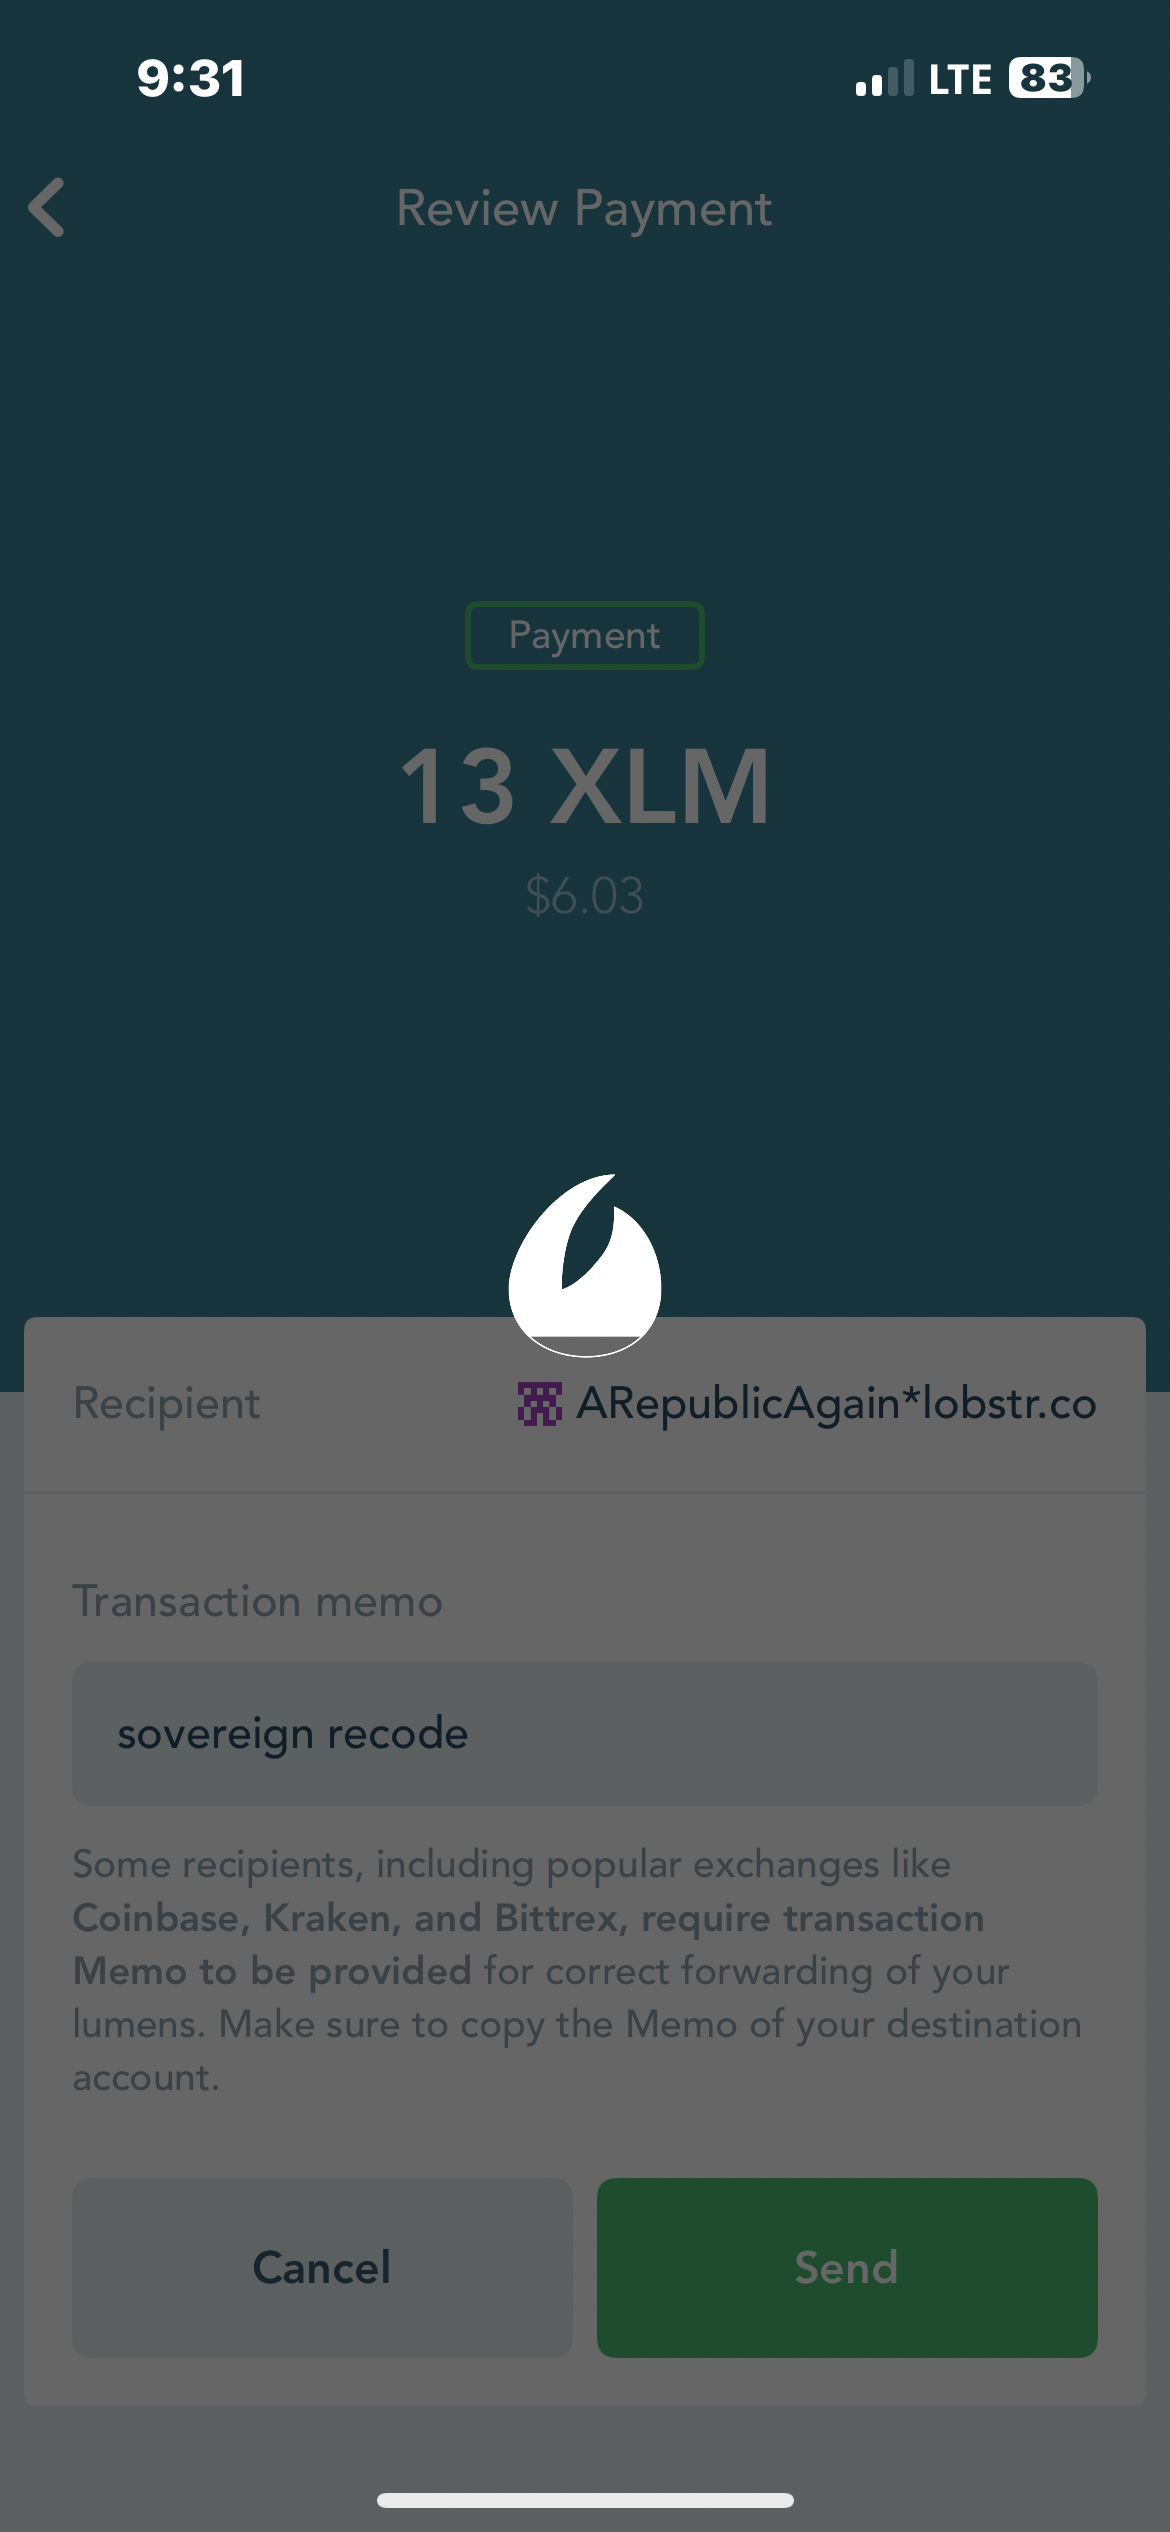 9:31
LTE 83
Review Payment
Payment
13 XLM
$6.03
Recipient ARepublicAgain*lobstr.co
Transaction memo
sovereign recode
Some recipients, including popular exchanges like
Coinbase, Kraken, and Bittrex, require transaction
Memo to be provided for correct forwarding of your
lumens. Make sure to copy the Memo of your destination
account.
Cancel Send